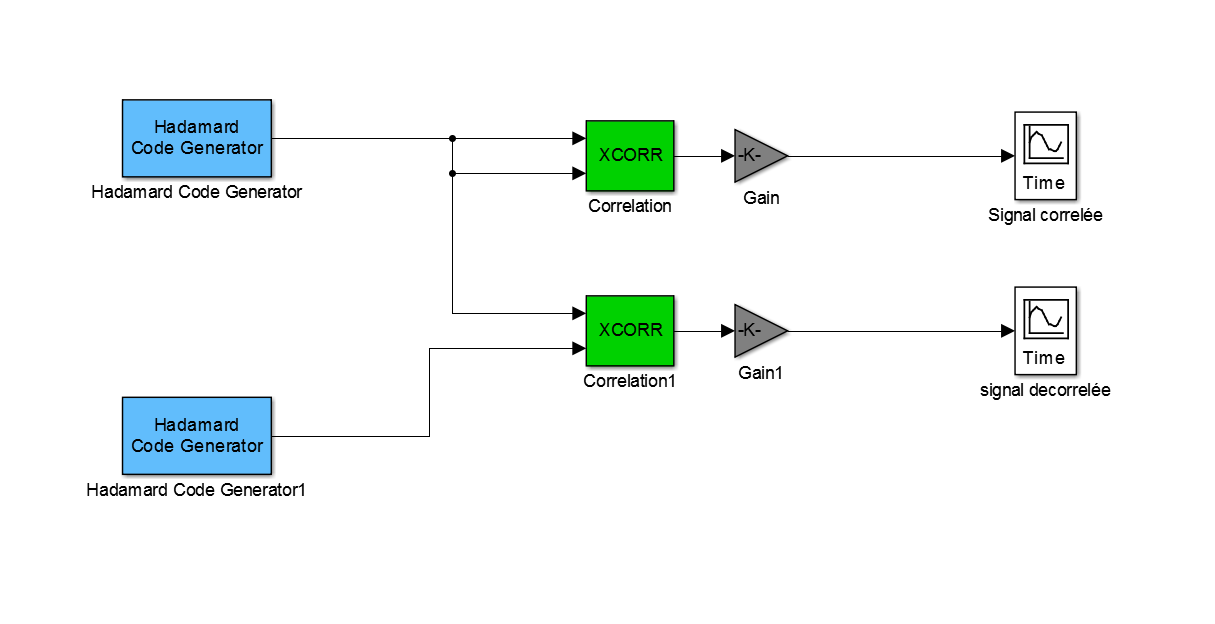 Hadamard
Code Generator
Hadamard Code Generator
XCORR
Correlation
-K-
Gain
Time
Signal correlée
XCORR
Correlation1
-K-
Gain1
Time
signal decorrelée
Hadamard
Code Generator
Hadamard Code Generator1